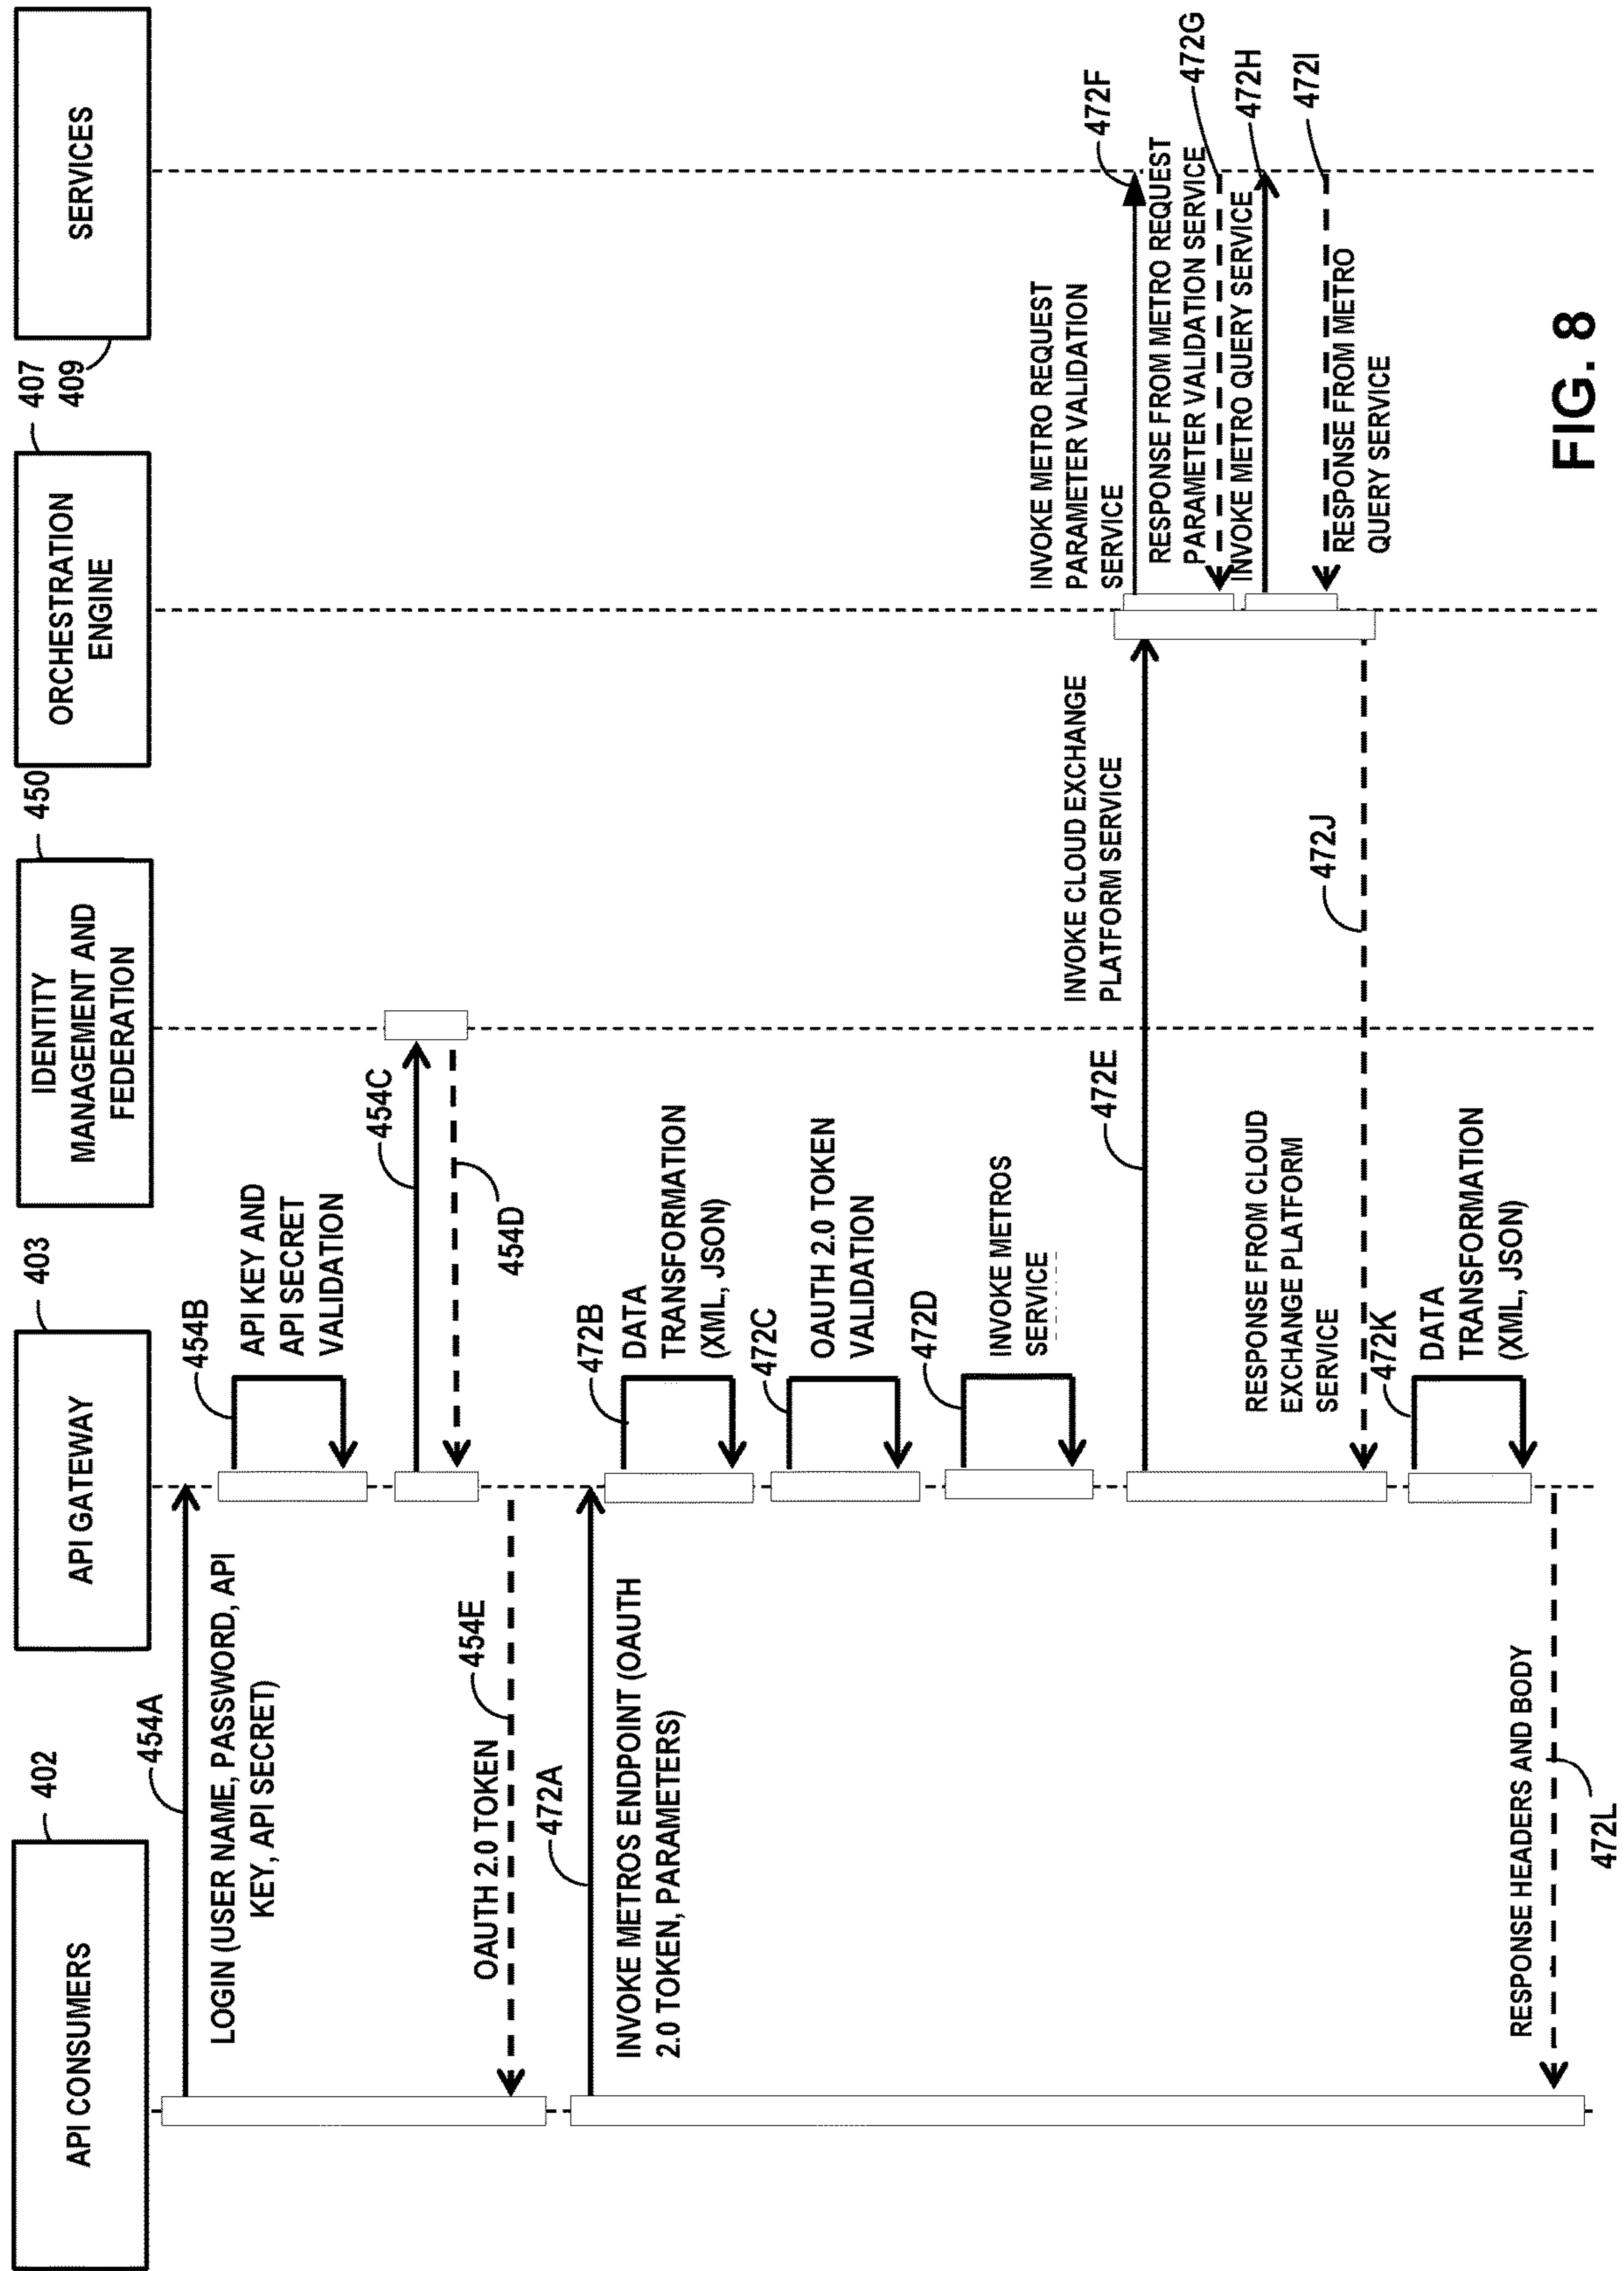 API CONSUMERS
402
API GATEWAY
403
IDENTITY
MANAGEMENT AND
FEDERATION
450
ORCHESTRATION
ENGINE
407
SERVICES
409
454A
LOGIN (USER NAME, PASSWORD, API
KEY, API SECRET)
454B
API KEY AND
API SECRET
VALIDATION
454C
454D
454E
OAUTH 2.0 TOKEN
472A
INVOKE METROS ENDPOINT (OAUTH
2.0 TOKEN, PARAMETERS)
472B
DATA
TRANSFORMATION
(XML, JSON)
472C
OAUTH 2.0 TOKEN
VALIDATION
472D
INVOKE METROS
SERVICE
472E
INVOKE CLOUD EXCHANGE
PLATFORM SERVICE
INVOKE METRO REQUEST
PARAMETER VALIDATION
SERVICE
472F
RESPONSE FROM METRO REQUEST
PARAMETER VALIDATION SERVICE
472G
INVOKE METRO QUERY SERVICE
472H
472I
RESPONSE FROM METRO
QUERY SERVICE
472J
RESPONSE FROM CLOUD
EXCHANGE PLATFORM
SERVICE
472K
DATA
TRANSFORMATION
(XML, JSON)
RESPONSE HEADERS AND BODY
472L
FIG. 8